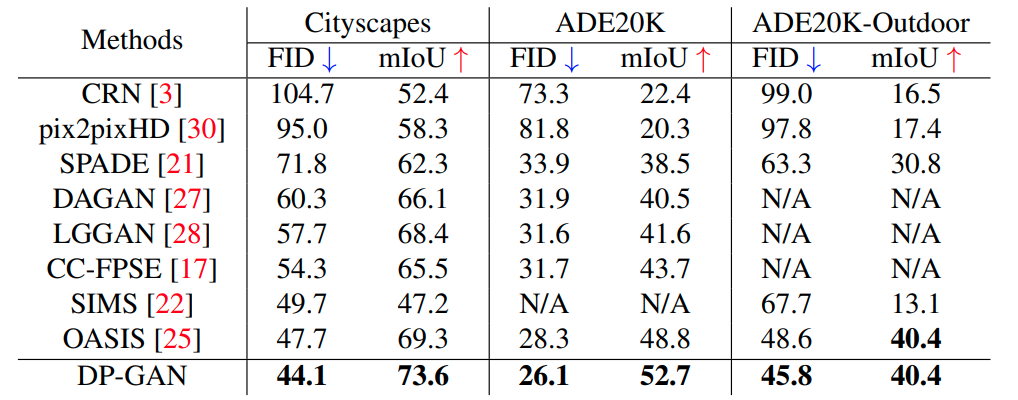 Methods Cityscapes ADE20K ADE20K-Outdoor
FID ↓ mIoU ↑ FID ↓ mIoU ↑ FID ↓ mIoU ↑
CRN [3] 104.7 52.4 73.3 22.4 99.0 16.5
pix2pixHD [30] 95.0 58.3 81.8 20.3 97.8 17.4
SPADE [21] 71.8 62.3 33.9 38.5 63.3 30.8
DAGAN [27] 60.3 66.1 31.9 40.5 N/A N/A
LGGAN [28] 57.7 68.4 31.6 41.6 N/A N/A
CC-FPSE [17] 54.3 65.5 31.7 43.7 N/A N/A
SIMS [22] 49.7 47.2 N/A N/A 67.7 13.1
OASIS [25] 47.7 69.3 28.3 48.8 48.6 40.4
DP-GAN 44.1 73.6 26.1 52.7 45.8 40.4